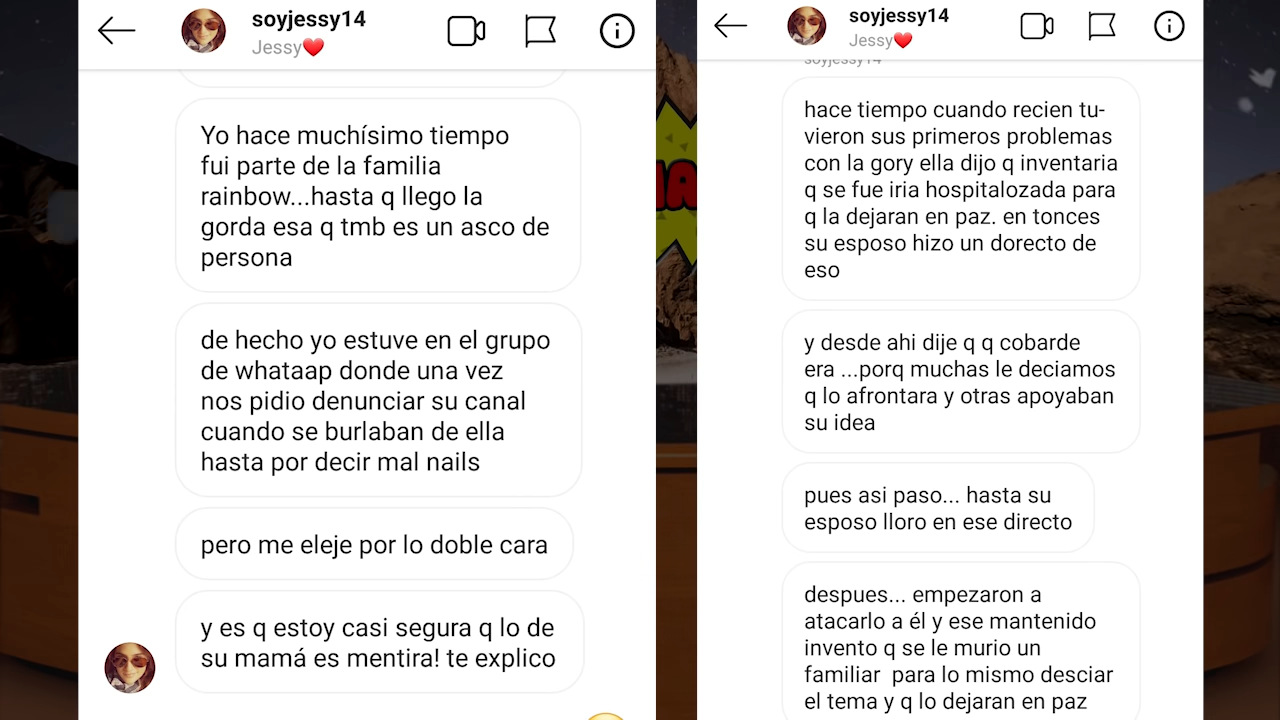 soyjessy14
Jessy❤️
Yo hace muchísimo tiempo
fui parte de la familia
rainbow...hasta q llego la
gorda esa q tmb es un asco de
persona
de hecho yo estuve en el grupo
de whataap donde una vez
nos pidio denunciar su canal
cuando se burlaban de ella
hasta por decir mal nails
pero me eleje por lo doble cara
y es q estoy casi segura q lo de
su mamá es mentira! te explico
soyjessy14
Jessy❤️
soyjessy14
hace tiempo cuando recien tu-
vieron sus primeros problemas
con la gory ella dijo q inventaria
q se fue iria hospitalozada para
q la dejaran en paz. en tonces
su esposo hizo un dorecto de
eso
y desde ahi dije q q cobarde
era ...porq muchas le deciamos
q lo afrontara y otras apoyaban
su idea
pues asi paso... hasta su
esposo lloro en ese directo
despues... empezaron a
atacarlo a él y ese mantenido
invento q se le murio un
familiar para lo mismo desciar
el tema y q lo dejaran en paz